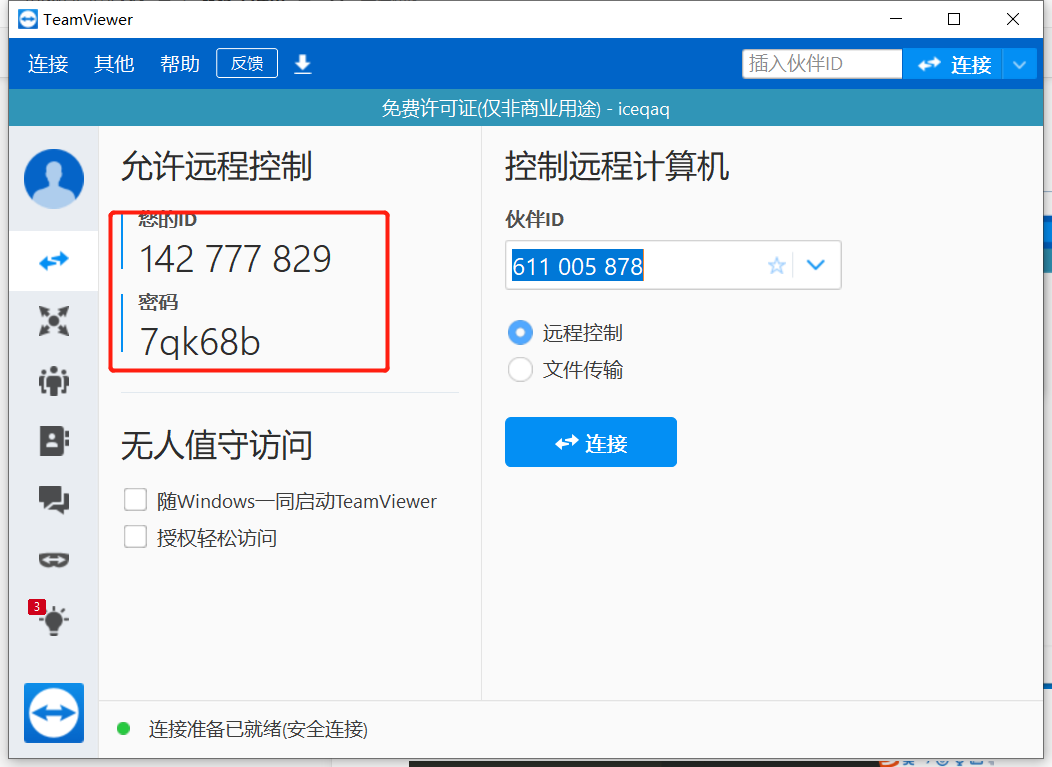 TeamViewer
连接 其他 帮助 反馈 插入伙伴ID 连接
免费许可证(仅非商业用途) - iceqaq
允许远程控制
您的ID
142 777 829
密码
7qk68b
无人值守访问
随Windows一同启动TeamViewer
授权轻松访问
控制远程计算机
伙伴ID
611 005 878
远程控制
文件传输
连接
3
连接准备已就绪(安全连接)